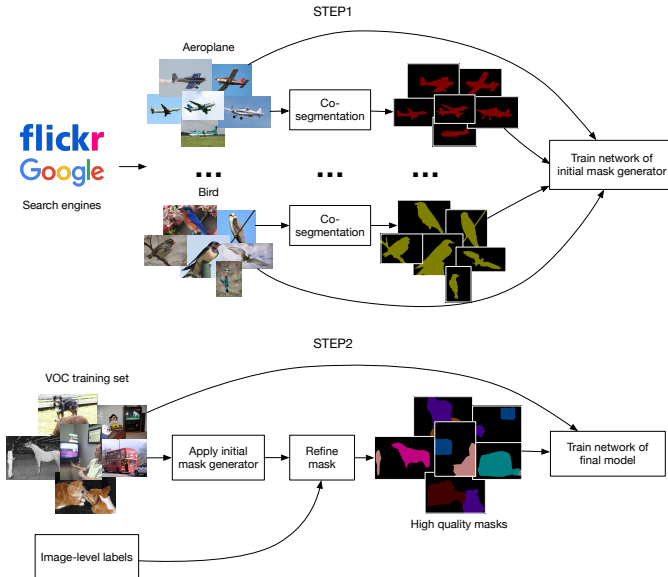 STEP1
Aeroplane
Co-
segmentation
flickr
Google
Search engines
...
...
...
Train network of
initial mask generator
Bird
Co-
segmentation
STEP2
VOC training set
Apply initial
mask generator
Refine
mask
Train network of
final model
High quality masks
Image-level labels